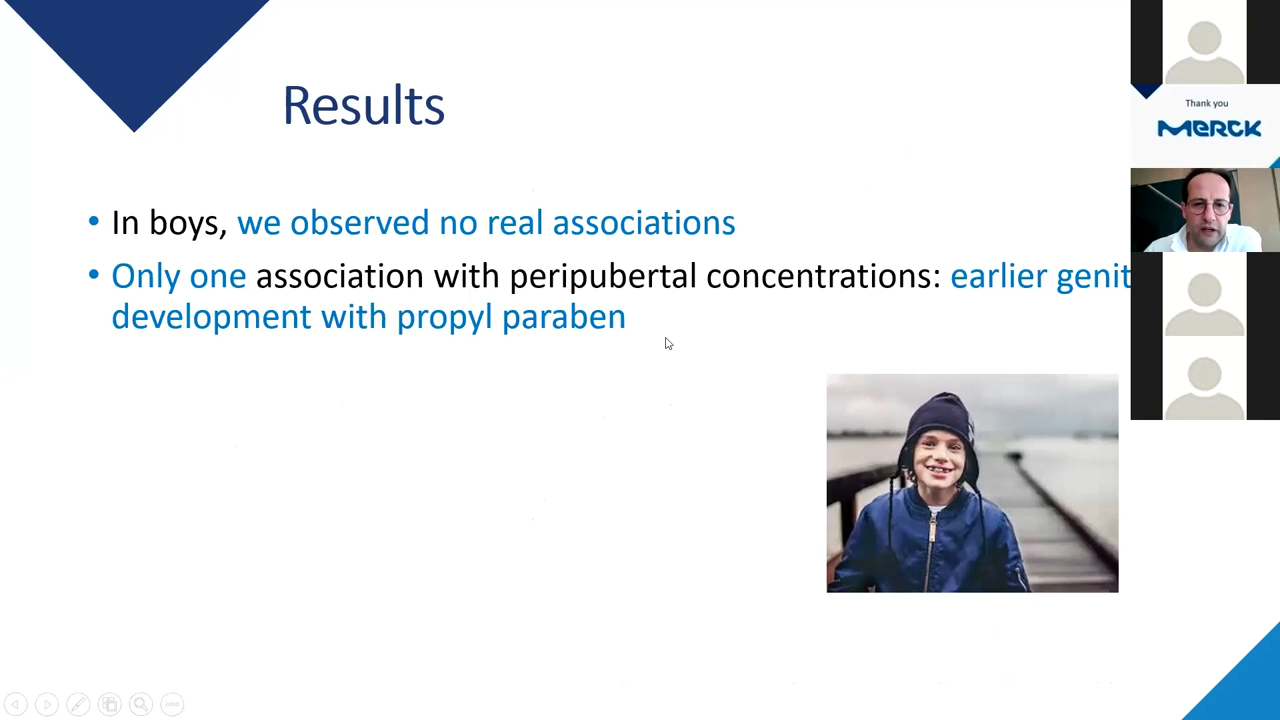 Results
• In boys, we observed no real associations
• Only one association with peripubertal concentrations: earlier genit
development with propyl paraben
Thank you
MERCK